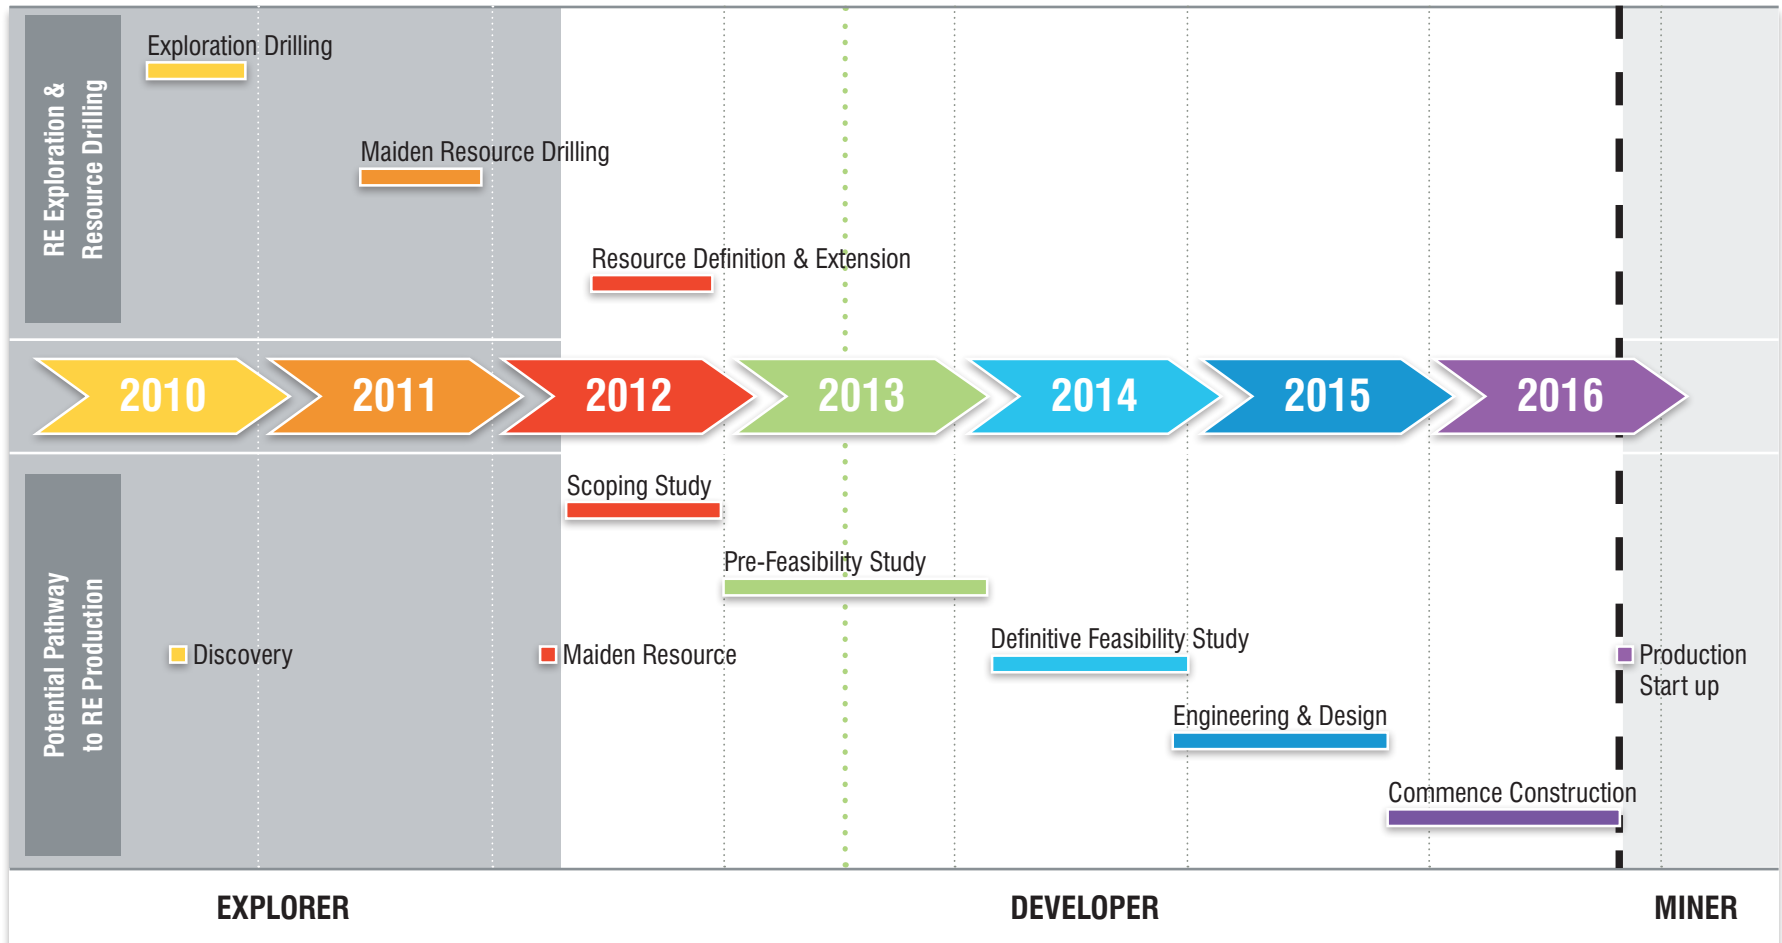 RE Exploration &
Resource Drilling
Exploration Drilling
Maiden Resource Drilling
Resource Definition & Extension
2010
2011
2012
2013
2014
2015
2016
Potential Pathway
to RE Production
Scoping Study
Pre-Feasibility Study
Discovery
Maiden Resource
Definitive Feasibility Study
Production
Start up
Engineering & Design
Commence Construction
EXPLORER
DEVELOPER
MINER